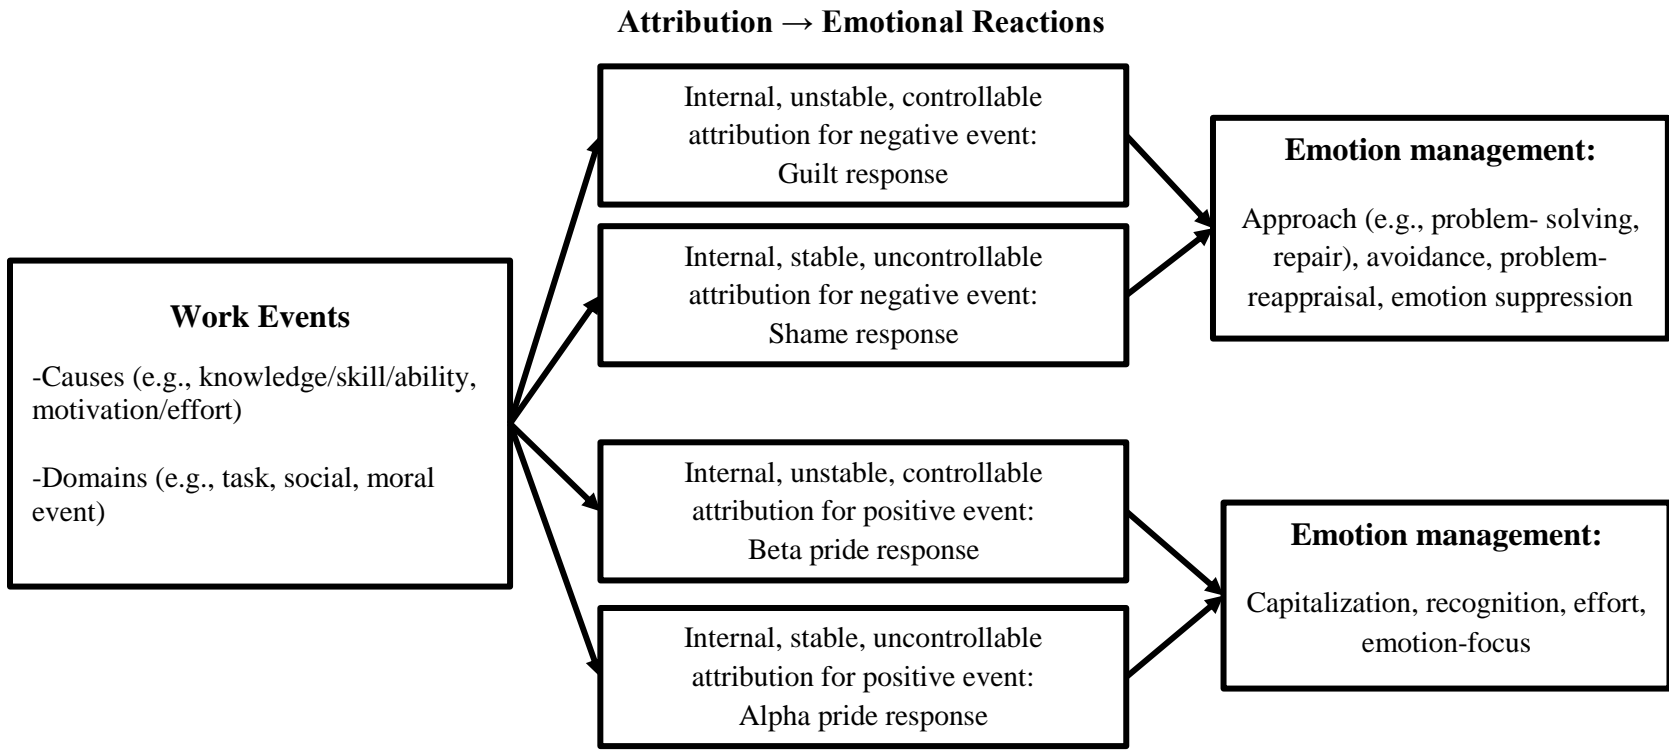 Attribution → Emotional Reactions
Work Events
-Causes (e.g., knowledge/skill/ability,
motivation/effort)
-Domains (e.g., task, social, moral
event)
Internal, unstable, controllable
attribution for negative event:
Guilt response
Internal, stable, uncontrollable
attribution for negative event:
Shame response
Internal, unstable, controllable
attribution for positive event:
Beta pride response
Internal, stable, uncontrollable
attribution for positive event:
Alpha pride response
Emotion management:
Approach (e.g., problem- solving,
repair), avoidance, problem-
reappraisal, emotion suppression
Emotion management:
Capitalization, recognition, effort,
emotion-focus